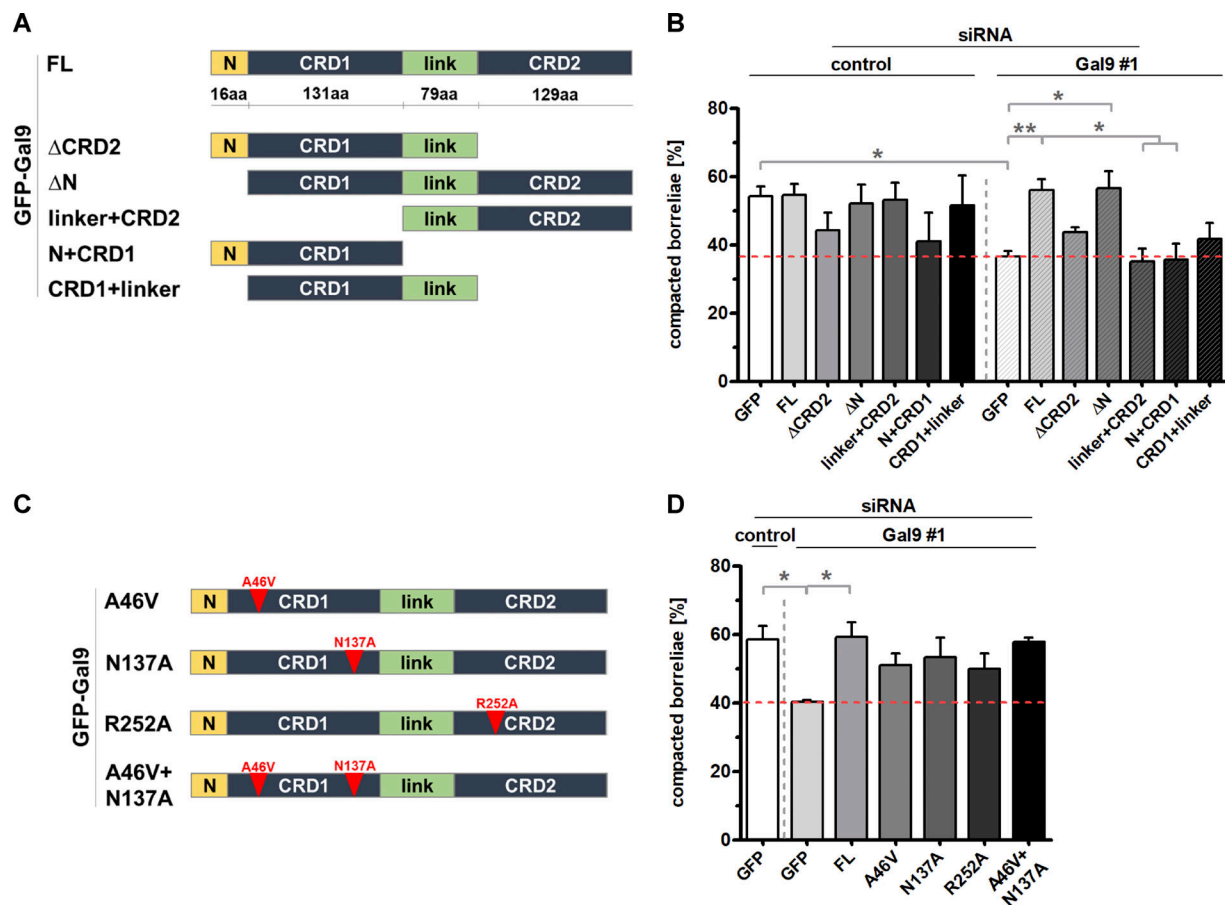 A
GFP-Gal9
FL
N CRD1 link CRD2
16aa 131aa 79aa 129aa
ΔCRD2
N CRD1 link
ΔN
CRD1 link CRD2
linker+CRD2
link CRD2
N+CRD1
N CRD1
CRD1+linker
CRD1 link
B
siRNA
control Gal9 #1
compacted borreliae [%]
80
60
40
20
0
*
**
*
*
GFP FL ΔCRD2 ΔN linker+CRD2 N+CRD1 CRD1+linker GFP FL ΔCRD2 ΔN linker+CRD2 N+CRD1 CRD1+linker
C
GFP-Gal9
A46V
A46V
N CRD1 link CRD2
N137A
N137A
N CRD1 link CRD2
R252A
R252A
N CRD1 link CRD2
A46V+
N137A
A46V N137A
N CRD1 link CRD2
D
siRNA
control Gal9 #1
compacted borreliae [%]
80
60
40
20
0
* *
GFP GFP FL A46V N137A R252A A46V+
N137A